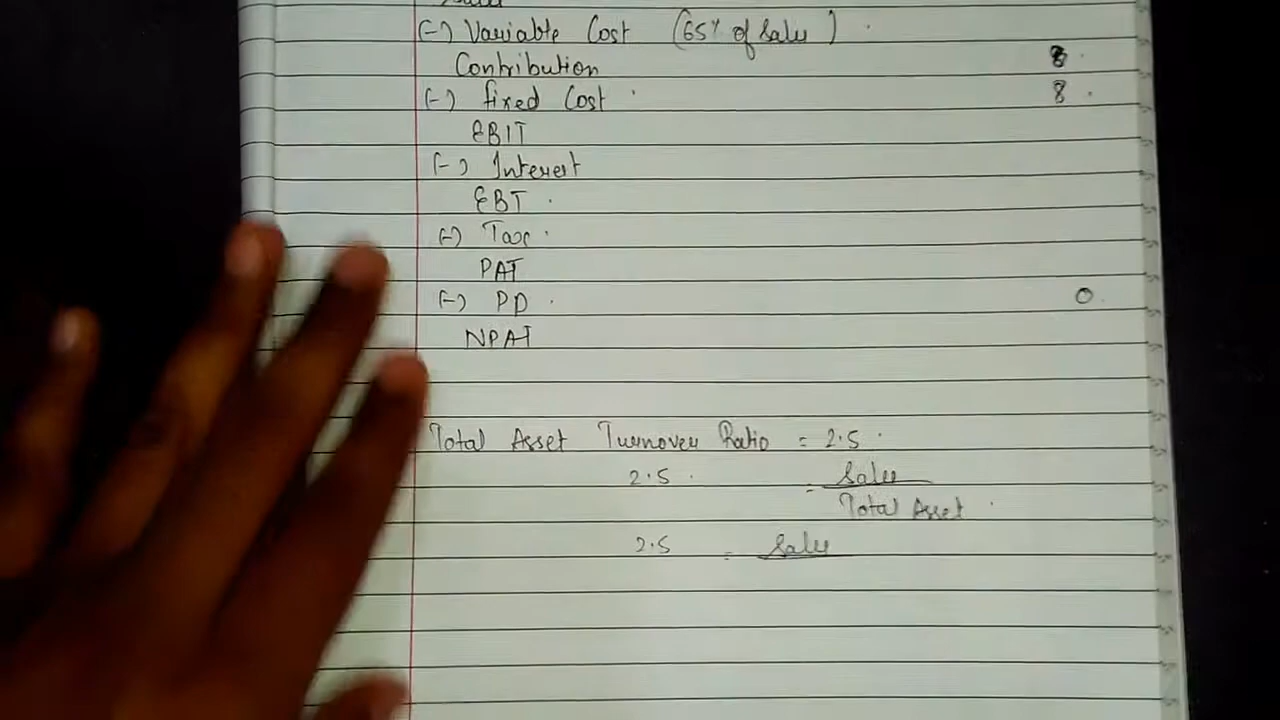 (-) Variable Cost (65% of Sales)
Contribution 8
(-) fixed Cost 8
EBIT
(-) Interest
EBT
(-) Tax
PAT
(-) PD 0
NPAT
Total Asset Turnover Ratio = 2.5
2.5 = Sales
Total Asset
2.5 = Sales